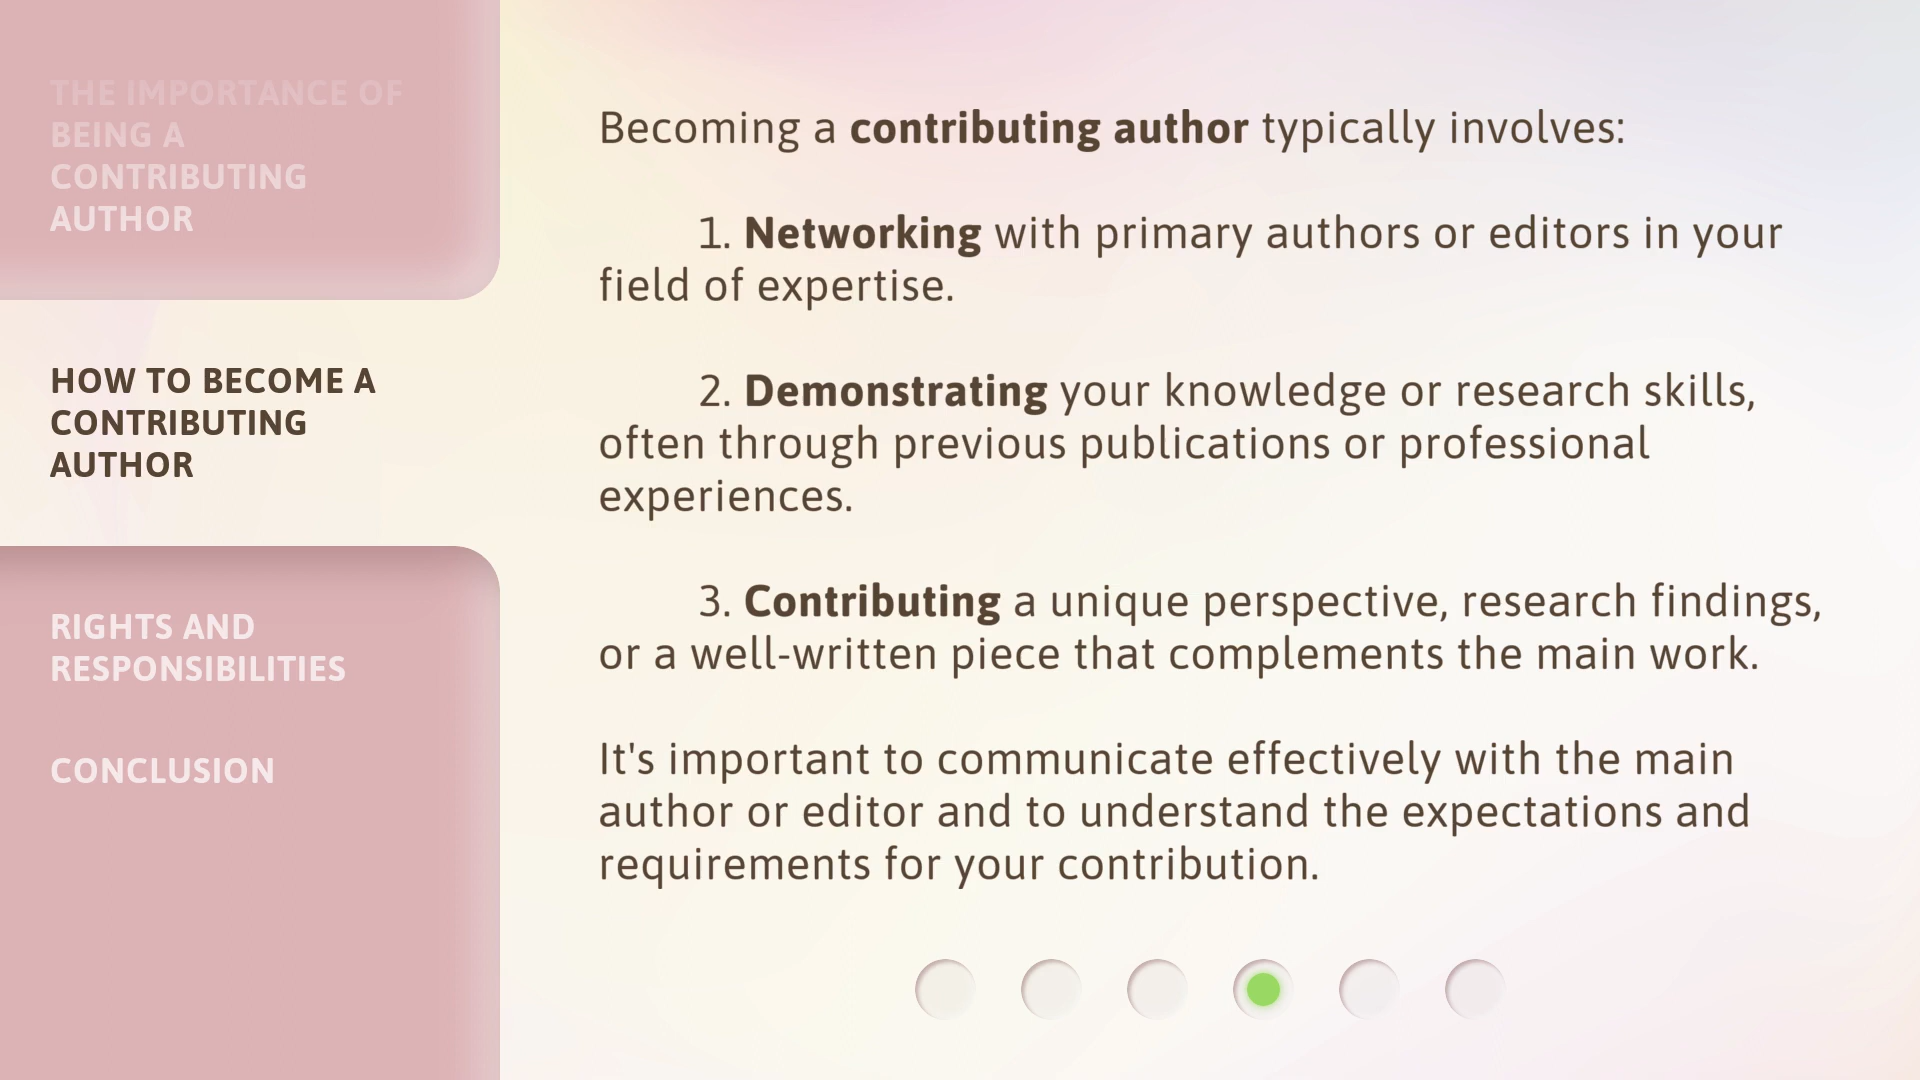 THE IMPORTANCE OF
BEING A
CONTRIBUTING
AUTHOR
HOW TO BECOME A
CONTRIBUTING
AUTHOR
RIGHTS AND
RESPONSIBILITIES
CONCLUSION
Becoming a contributing author typically involves:
1. Networking with primary authors or editors in your
field of expertise.
2. Demonstrating your knowledge or research skills,
often through previous publications or professional
experiences.
3. Contributing a unique perspective, research findings,
or a well-written piece that complements the main work.
It's important to communicate effectively with the main
author or editor and to understand the expectations and
requirements for your contribution.